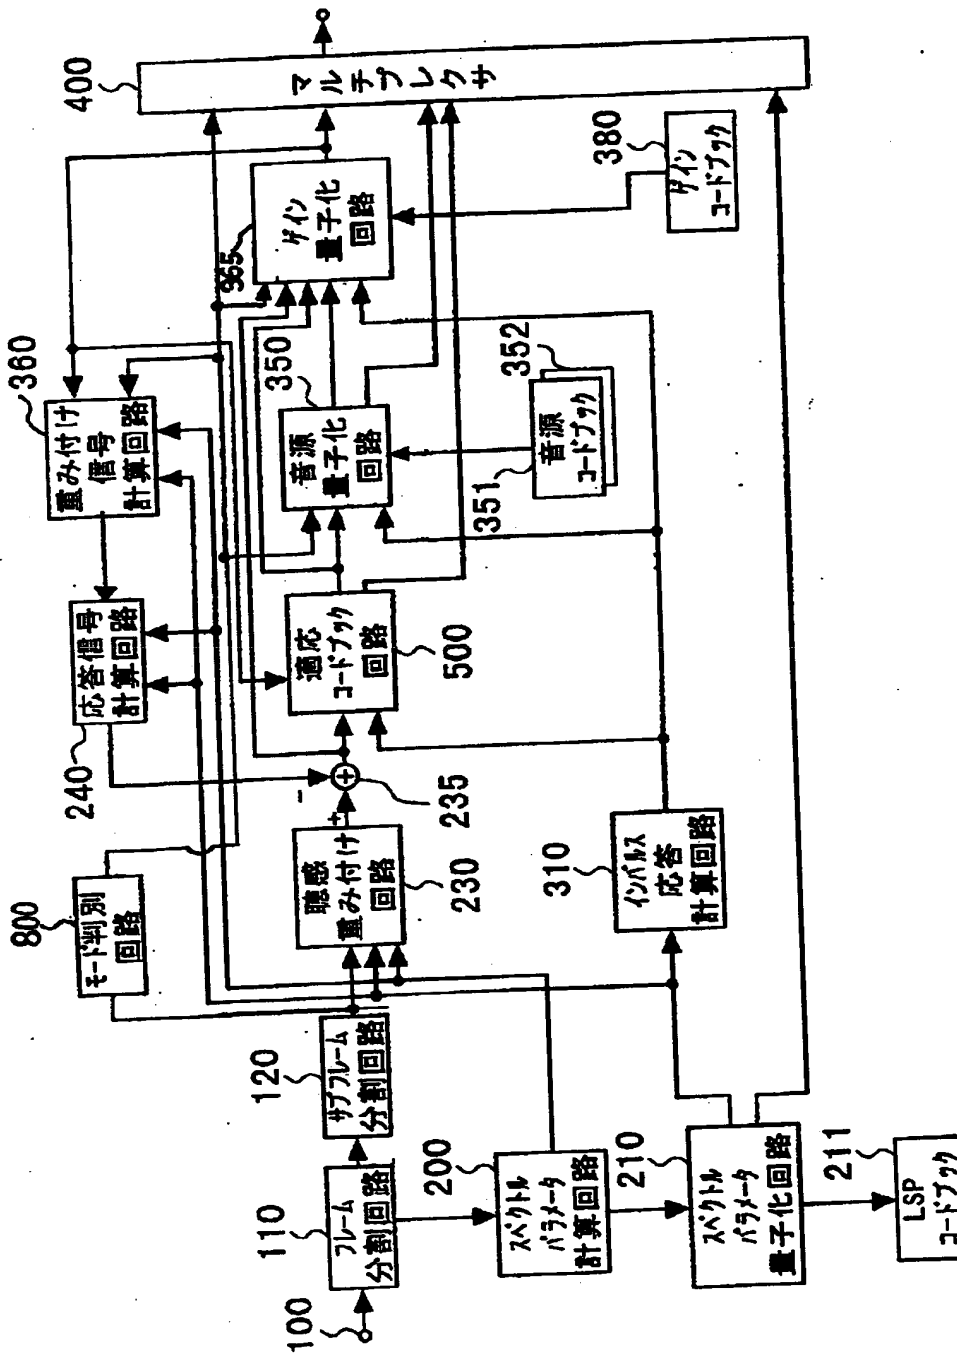 100
110
フレーム
分割回路
120
サブフレーム
分割回路
200
スペクトル
パラメータ
計算回路
210
スペクトル
パラメータ
量子化回路
211
LSP
コードブック
800
モード判別
回路
230
聴感
重み付け
回路
+
-
235
240
応答信号
計算回路
360
重み付け
信号
計算回路
310
インパルス
応答
計算回路
500
適応
コードブック
回路
350
音源
量子化
回路
351
352
音源
コードブック
965
ゲイン
量子化
回路
380
ゲイン
コードブック
400
マルチプレクサ